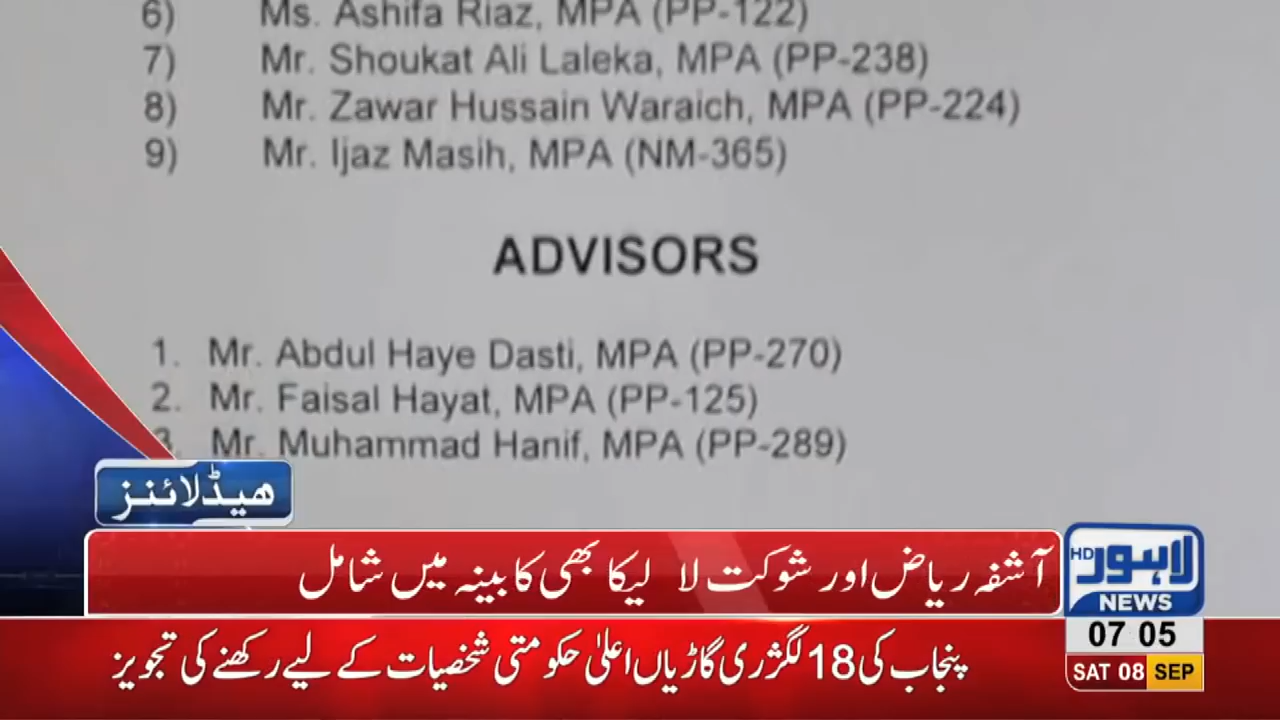 6) Ms. Ashifa Riaz, MPA (PP-122)
7) Mr. Shoukat Ali Laleka, MPA (PP-238)
8) Mr. Zawar Hussain Waraich, MPA (PP-224)
9) Mr. Ijaz Masih, MPA (NM-365)
ADVISORS
1. Mr. Abdul Haye Dasti, MPA (PP-270)
2. Mr. Faisal Hayat, MPA (PP-125)
3. Mr. Muhammad Hanif, MPA (PP-289)
ھیڈلائنز
آشفہ ریاض اور شوکت لا لیکا بھی کابینہ میں شامل
HD لاہور
NEWS
07 05
SAT 08 SEP
پنجاب کی 18 لگژری گاڑیاں اعلیٰ حکومتی شخصیات کے لیے رکھنے کی تجویز